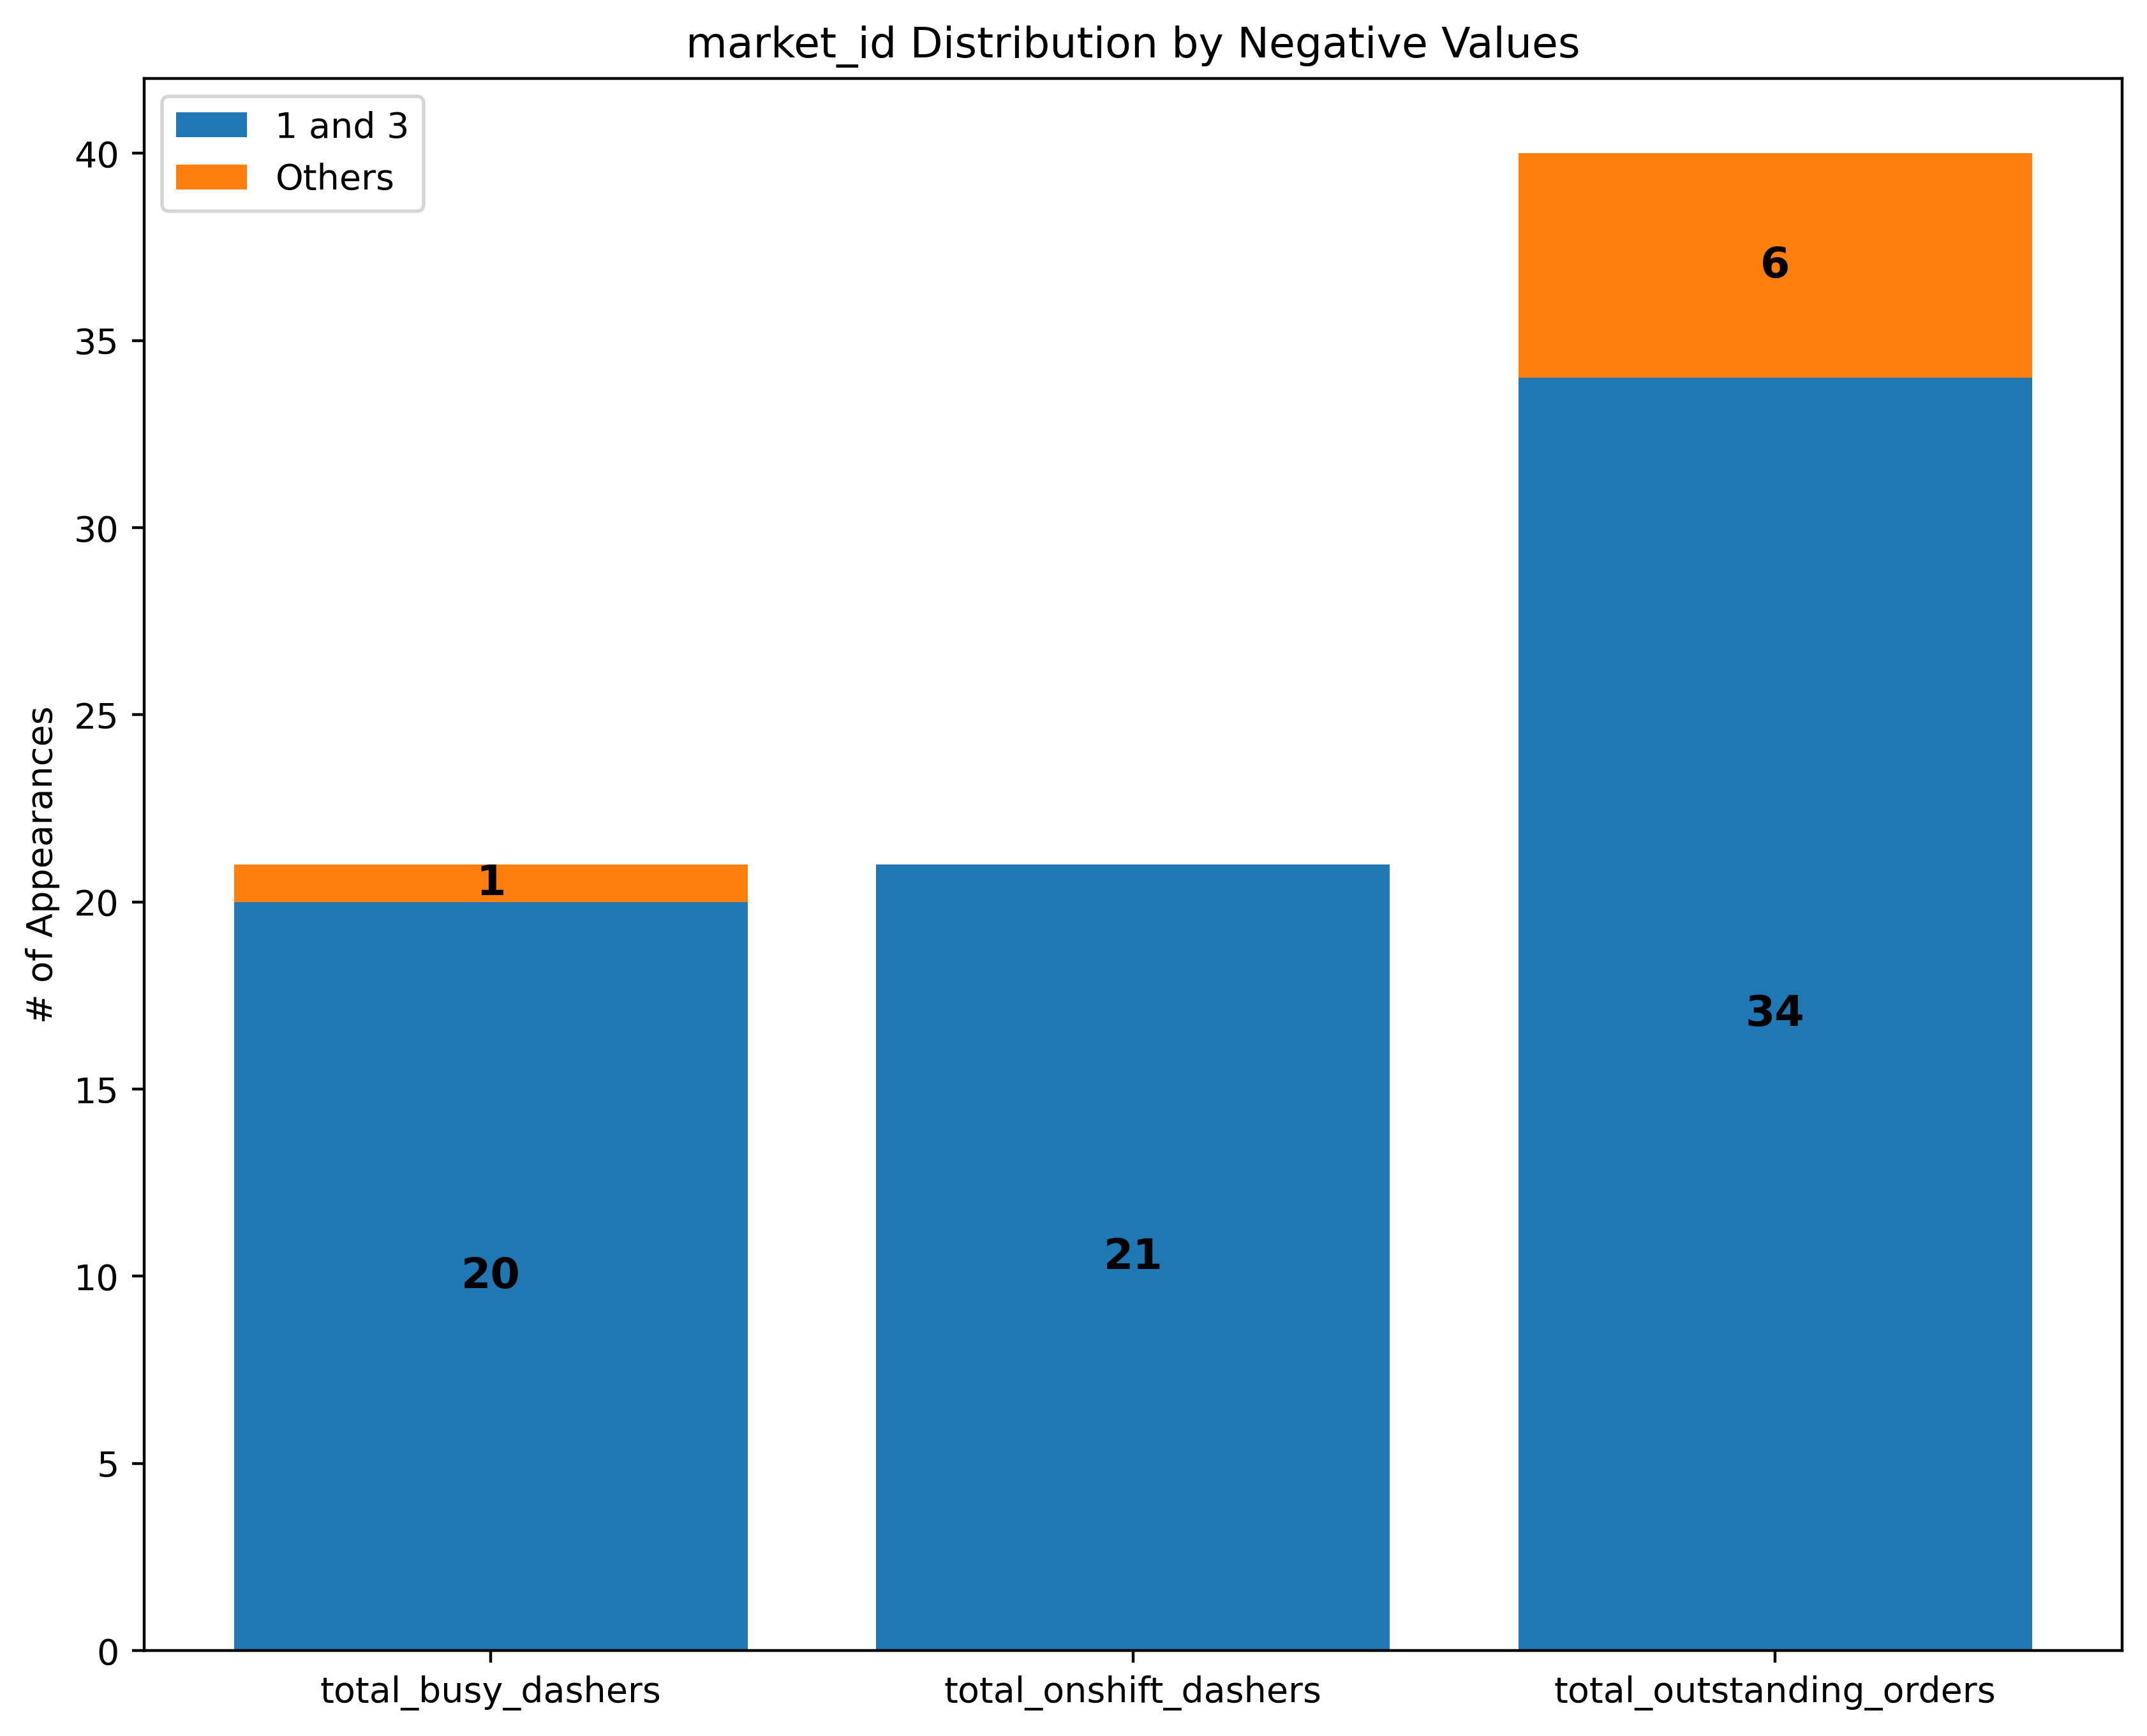 market_id Distribution by Negative Values
1 and 3
Others
# of Appearances
40
35
30
25
20
15
10
5
0
6
34
1
20
21
total_busy_dashers
total_onshift_dashers
total_outstanding_orders